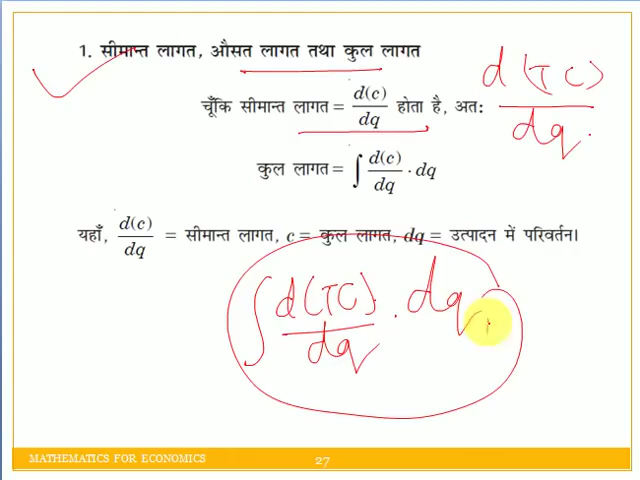 1. सीमान्त लागत, औसत लागत तथा कुल लागत
चूँकि सीमान्त लागत = d(c)/dq होता है, अतः d(TC)/dq.
कुल लागत = ∫ d(c)/dq · dq
यहाँ, d(c)/dq = सीमान्त लागत, c = कुल लागत, dq = उत्पादन में परिवर्तन।
∫ d(TC)/dq . dq
MATHEMATICS FOR ECONOMICS 27